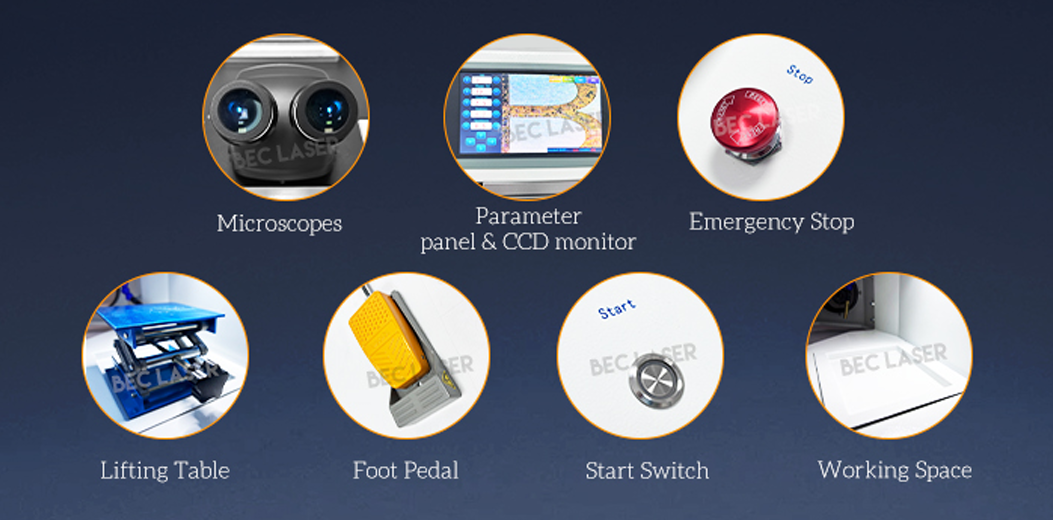 BEC LASER
BEC LASER
Stop
BEC LASER
Microscopes
Parameter
panel & CCD monitor
Emergency Stop
BEC LASER
BEC LASER
Start
BEC LASER
BEC LASER
Lifting Table
Foot Pedal
Start Switch
Working Space